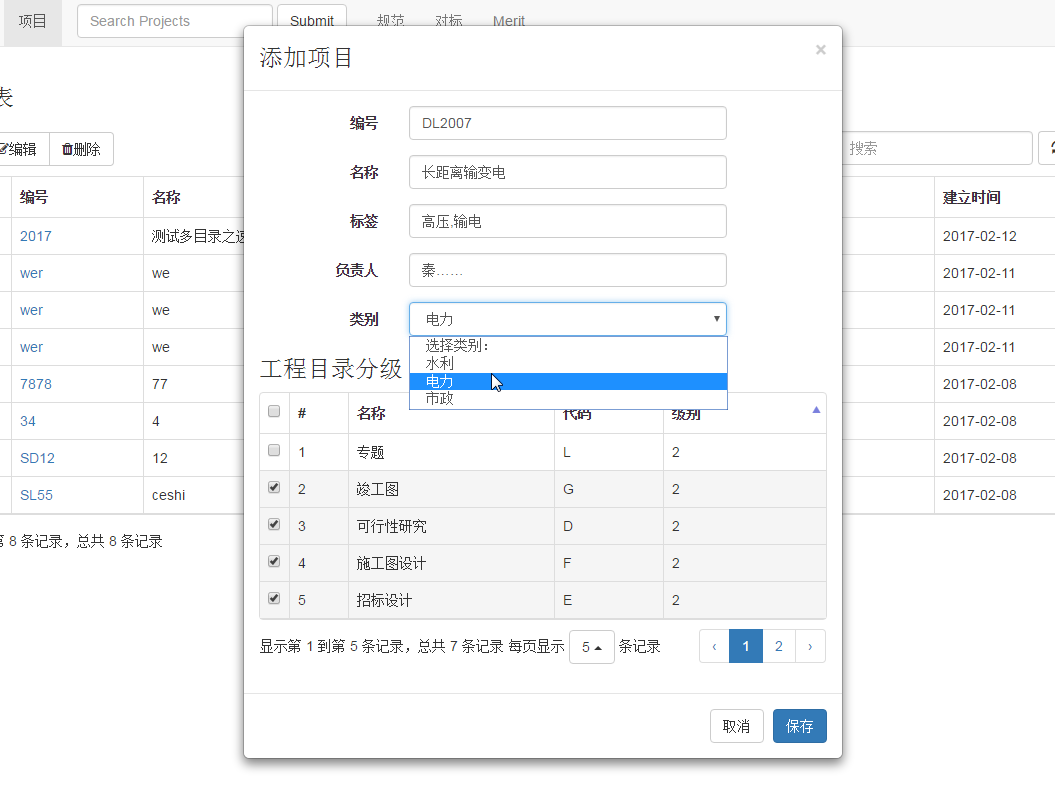 项目 Search Projects Submit 规范 对标 Merit
添加项目 ×
表
编号 DL2007
编辑 删除 搜索
名称 长距离输变电
编号 名称 建立时间
标签 高压,输电
2017 测试多目录之 2017-02-12
负责人 秦……
wer we 2017-02-11
wer we 2017-02-11
类别 电力
wer we 2017-02-11
选择类别：
水利
电力
市政
工程目录分级
7878 77 2017-02-08
# 名称 代码 级别
34 4 2017-02-08
1 专题 L 2
SD12 12 2017-02-08
2 竣工图 G 2
SL55 ceshi 2017-02-08
3 可行性研究 D 2
第 8 条记录，总共 8 条记录
4 施工图设计 F 2
5 招标设计 E 2
显示第 1 到第 5 条记录，总共 7 条记录 每页显示 5 条记录 ‹ 1 2 ›
取消 保存